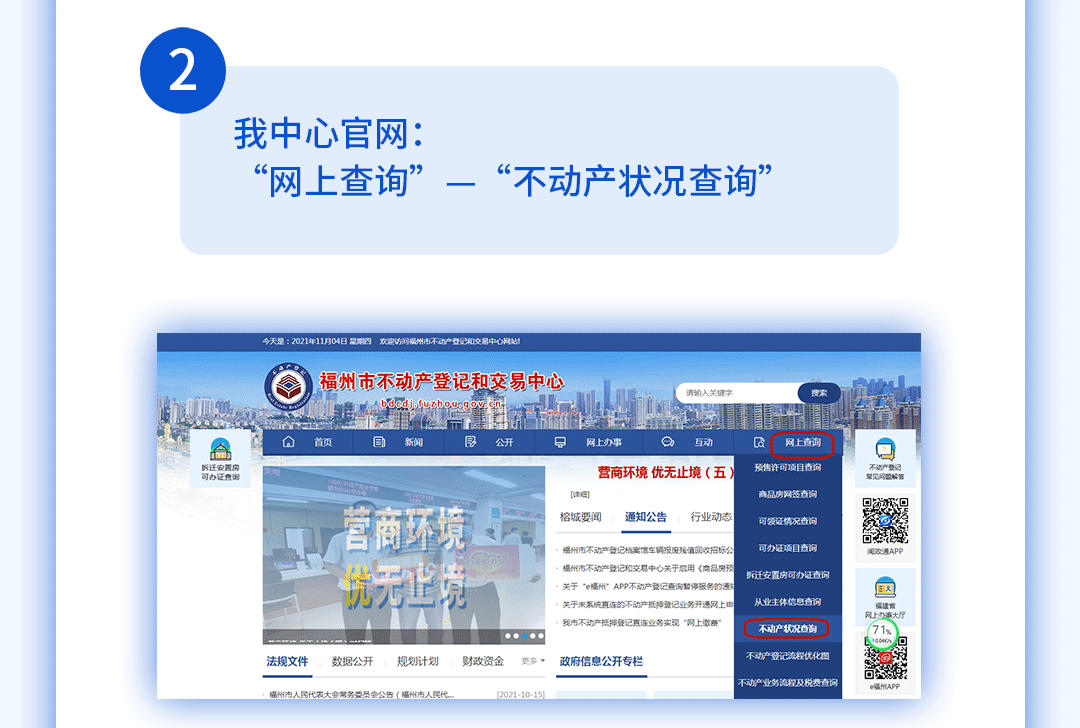 2
我中心官网：
“网上查询”—“不动产状况查询”
今天是：2021年11月04日 星期四 欢迎访问福州市不动产登记和交易中心网站!
福州市不动产登记和交易中心
bdcdj.fuzhou.gov.cn
请输入关键字
搜索
首页
新闻
公开
网上办事
互动
网上查询
拆迁安置房
可办证查询
营商环境
优无止境
营商环境 优无止境（五）
[详细]
榕城要闻
通知公告
行业动态
福州市不动产登记档案馆车辆报废残值回收招标公
福州市不动产登记和交易中心关于启用《商品房预
关于“e福州”APP不动产登记查询暂停服务的通知
关于未系统直连的不动产抵押登记业务开通网上申
我市不动产抵押登记直连业务实现“网上缴费”
预售许可项目查询
商品房网签查询
可领证情况查询
可办证项目查询
拆迁安置房可办证查询
从业主体信息查询
不动产状况查询
不动产登记流程优化图
不动产业务流程及税费查询
不动产登记
常见问题解答
闽政通APP
福建省
网上办事大厅
71%
e福州APP
法规文件
数据公开
规划计划
财政资金
更多
政府信息公开专栏
福州市人民代表大会常务委员会公告（福州市人民代...
[2021-10-15]